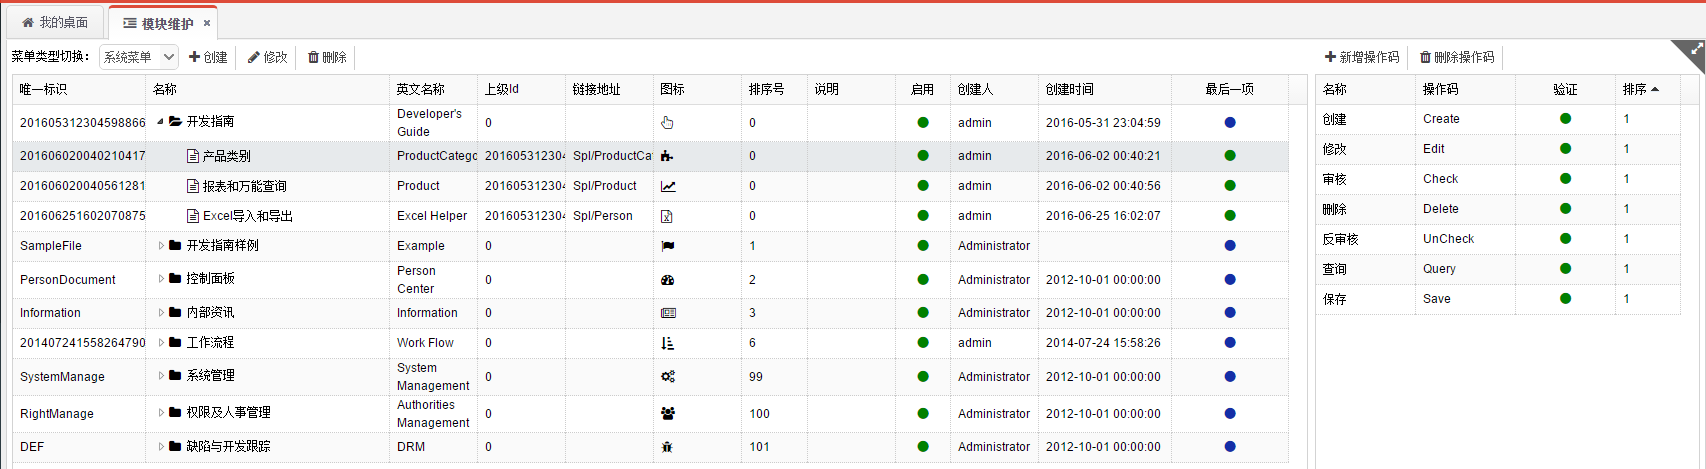 我的桌面 模块维护 ×
菜单类型切换： 系统菜单 创建 修改 删除 新增操作码 删除操作码
唯一标识 名称 英文名称 上级Id 链接地址 图标 排序号 说明 启用 创建人 创建时间 最后一项
201605312304598866 开发指南 Developer's Guide 0 0 admin 2016-05-31 23:04:59
201606020040210417 产品类别 ProductCatego 20160531230 4 Spl/ProductCat 0 admin 2016-06-02 00:40:21
201606020040561281 报表和万能查询 Product 201605312304 Spl/Product 0 admin 2016-06-02 00:40:56
201606251602070875 Excel导入和导出 Excel Helper 201605312304 Spl/Person 0 admin 2016-06-25 16:02:07
SampleFile 开发指南样例 Example 0 1 Administrator
PersonDocument 控制面板 Person Center 0 2 Administrator 2012-10-01 00:00:00
Information 内部资讯 Information 0 3 Administrator 2012-10-01 00:00:00
201407241558264790 工作流程 Work Flow 0 6 admin 2014-07-24 15:58:26
SystemManage 系统管理 System Management 0 99 Administrator 2012-10-01 00:00:00
RightManage 权限及人事管理 Authorities Management 0 100 Administrator 2012-10-01 00:00:00
DEF 缺陷与开发跟踪 DRM 0 101 Administrator 2012-10-01 00:00:00
名称 操作码 验证 排序
创建 Create 1
修改 Edit 1
审核 Check 1
删除 Delete 1
反审核 UnCheck 1
查询 Query 1
保存 Save 1